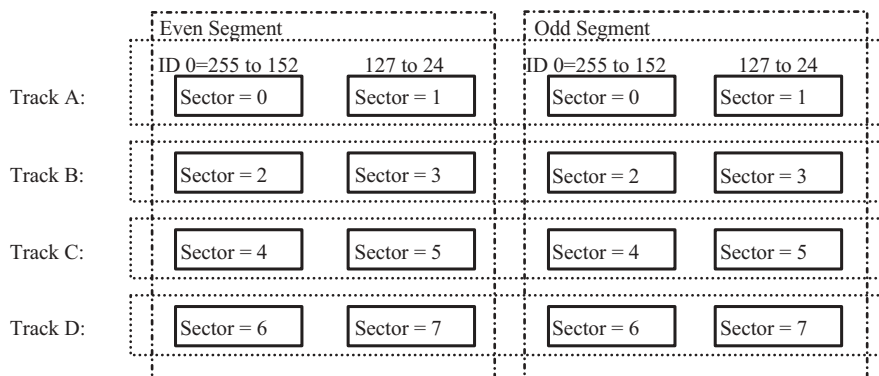 Even Segment Odd Segment
ID 0=255 to 152 127 to 24 ID 0=255 to 152 127 to 24
Track A: Sector = 0 Sector = 1 Sector = 0 Sector = 1
Track B: Sector = 2 Sector = 3 Sector = 2 Sector = 3
Track C: Sector = 4 Sector = 5 Sector = 4 Sector = 5
Track D: Sector = 6 Sector = 7 Sector = 6 Sector = 7